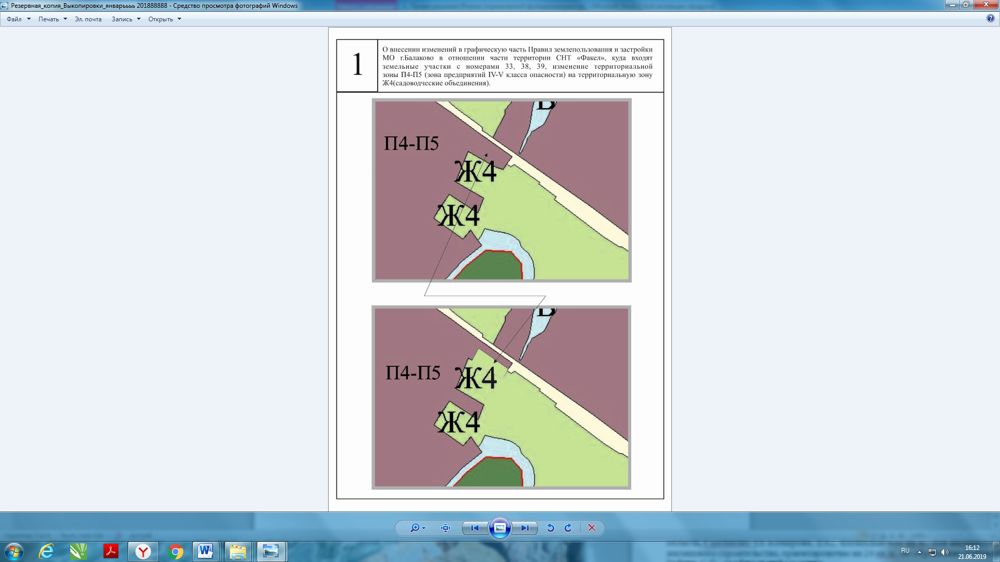 Резервная_копия_Выкопировки_январьььь 201888888 - Средство просмотра фотографий Windows
Файл Печать Эл. почта Запись Открыть
1
О внесении изменений в графическую часть Правил землепользования и застройки
МО г.Балаково в отношении части территории СНТ «Факел», куда входят
земельные участки с номерами 33, 38, 39, изменение территориальной
зоны П4-П5 (зона предприятий IV-V класса опасности) на территориальную зону
Ж4(садоводческие объединения).
В
П4-П5
Ж4
Ж4
В
П4-П5
Ж4
Ж4
RU
16:12
21.06.2019